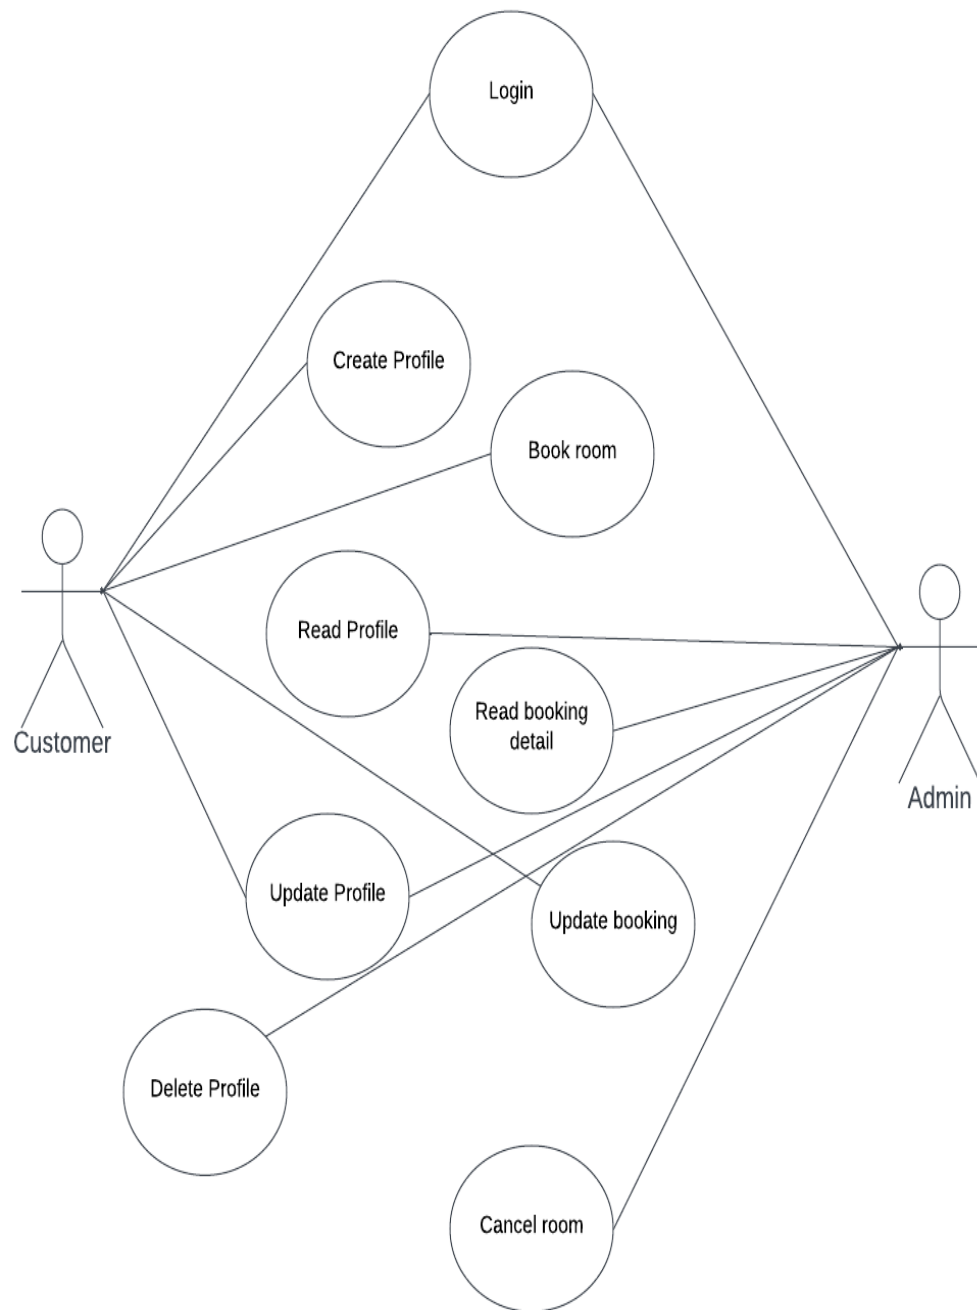 Login
Create Profile
Book room
Read Profile
Read booking
detail
Customer
Admin
Update Profile
Update booking
Delete Profile
Cancel room